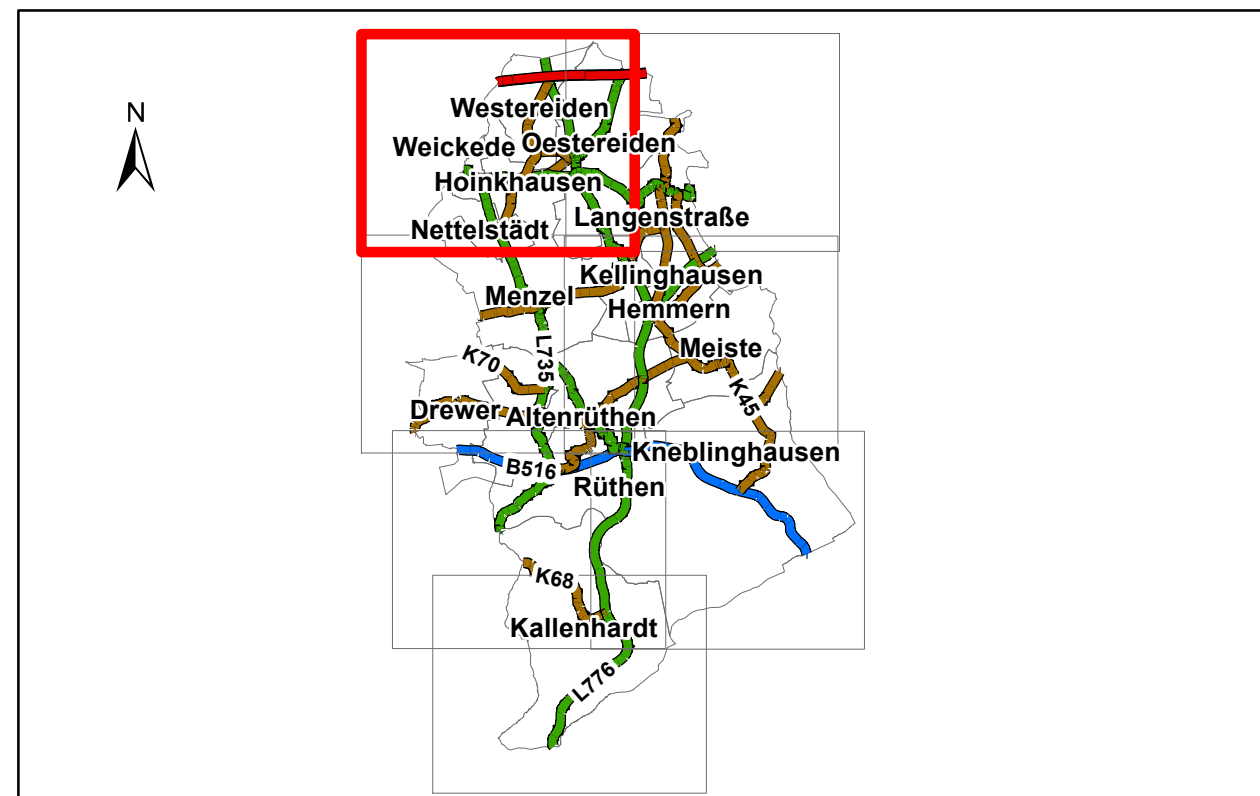 N
Westereiden
Oestereiden
Weickede
Hoinkhausen
Langenstraße
Nettelstädt
Kellinghausen
Menzel
Hemmern
L735
Meiste
K70
K45
Drewer
Altenrüthen
Kneblinghausen
B516
Rüthen
K68
Kallenhardt
L776